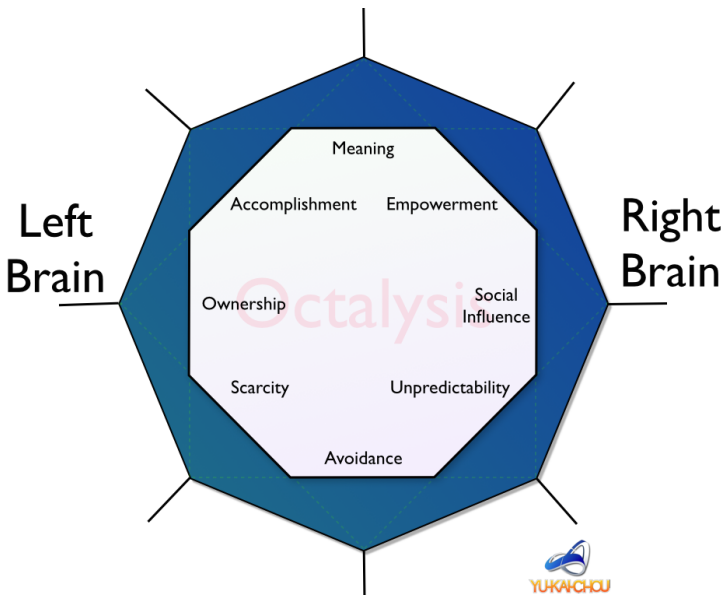 Meaning
Accomplishment
Empowerment
Left
Brain
Right
Brain
Ownership
Octalysis
Social
Influence
Scarcity
Unpredictability
Avoidance
YU-KAI-CHOU